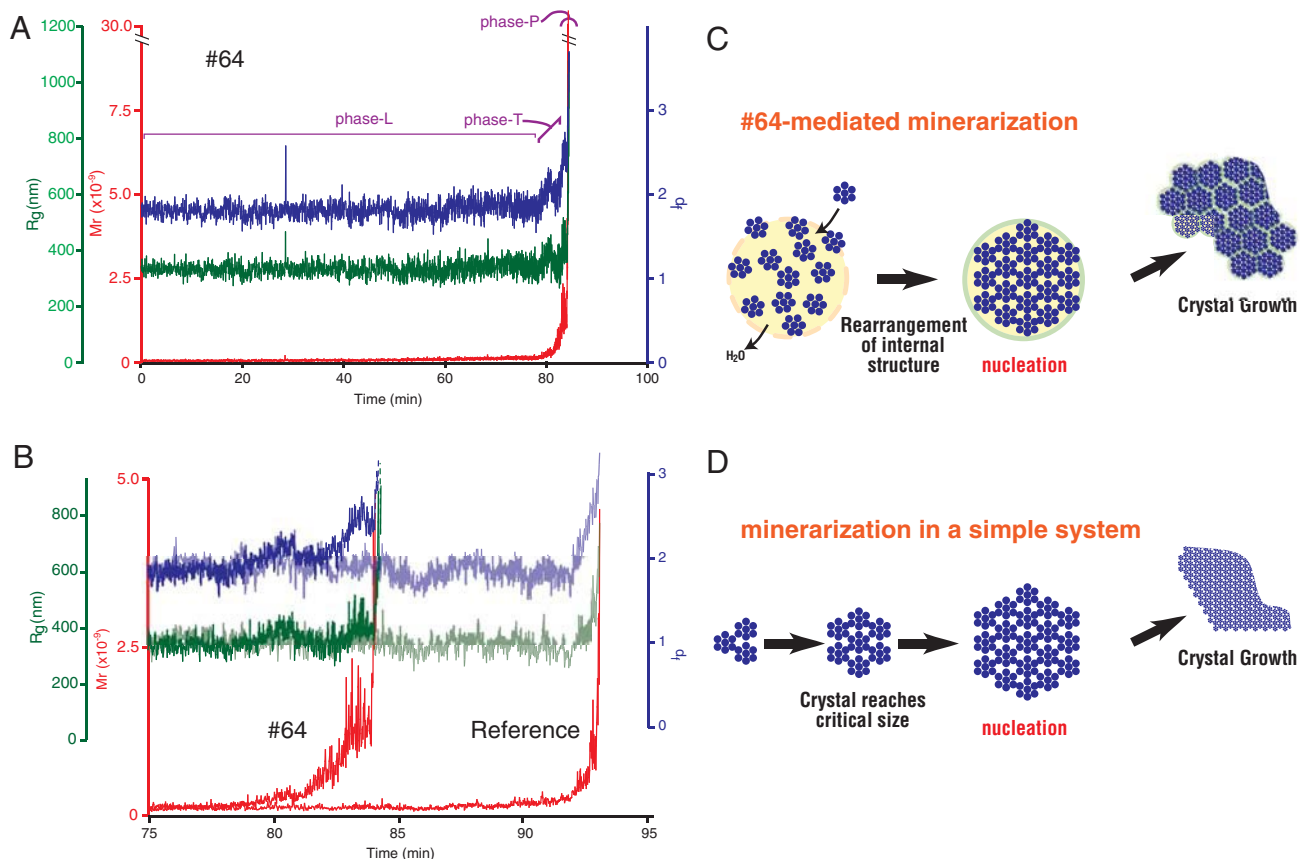 A
#64
phase-P
phase-L
phase-T
Rg(nm)
1200
1000
800
600
400
200
0
Mr (x10⁻⁹)
30.0
7.5
5.0
2.5
0
df
3
2
1
0
0
20
40
60
80
100
Time (min)
B
#64
Reference
Rg(nm)
800
600
400
200
0
Mr (x10⁻⁹)
5.0
2.5
0
df
3
2
1
0
75
80
85
90
95
Time (min)
C
#64-mediated minerarization
H₂O
Rearrangement
of internal
structure
nucleation
Crystal Growth
D
minerarization in a simple system
Crystal reaches
critical size
nucleation
Crystal Growth